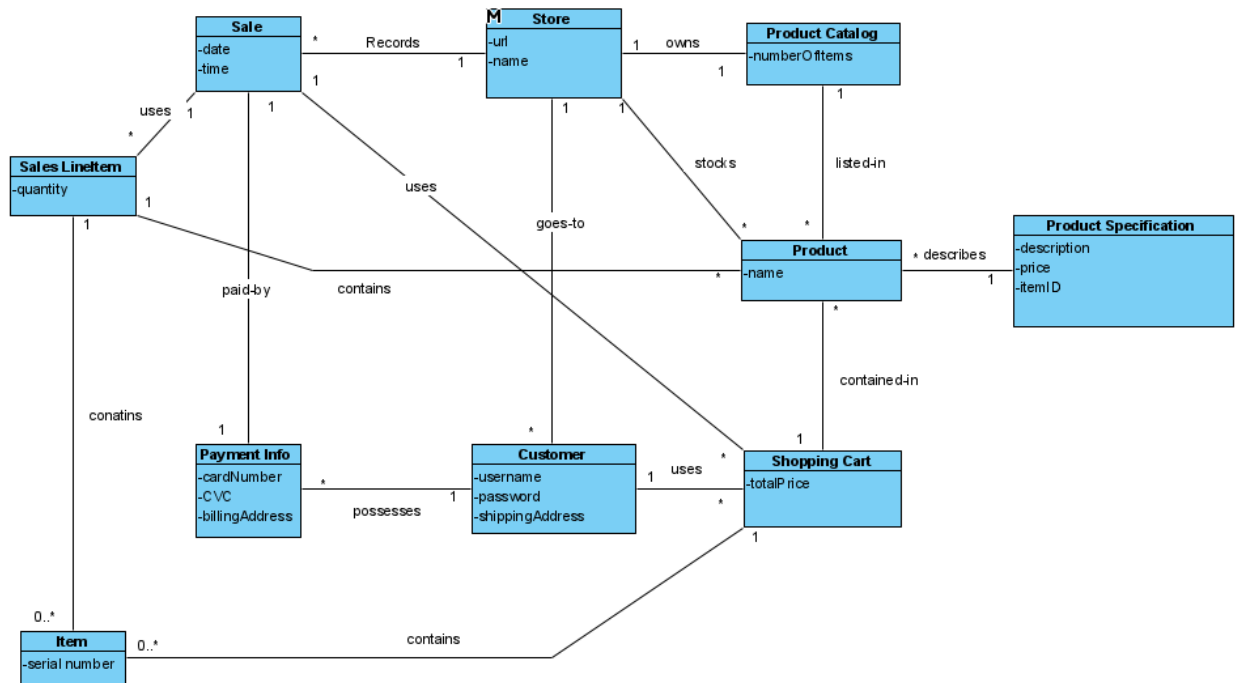 M
Sale
-date
-time
* Records 1
Store
-url
-name
1 owns 1
Product Catalog
-numberOfItems
1
1
1
1
1
1
uses
1
*
stocks
listed-in
uses
Sales LineItem
-quantity
1
1
goes-to
*
*
Product
-name
* describes 1
Product Specification
-description
-price
-itemID
contains
*
paid-by
*
contained-in
conatins
1
*
1
Payment Info
-cardNumber
-CVC
-billingAddress
* possesses 1
Customer
-username
-password
-shippingAddress
1 uses *
*
Shopping Cart
-totalPrice
1
0..*
Item
-serial number
0..*
contains